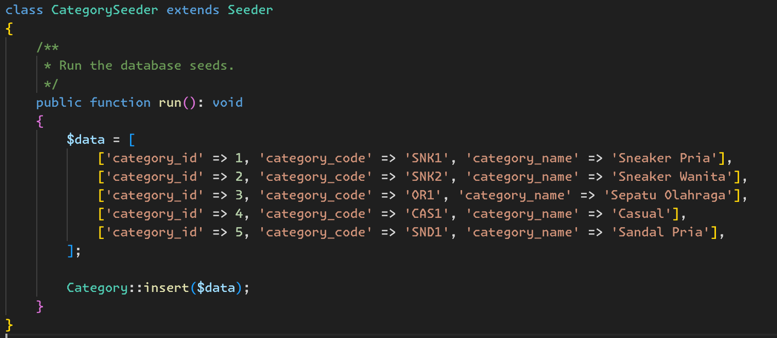 class CategorySeeder extends Seeder
{
    /**
     * Run the database seeds.
     */
    public function run(): void
    {
        $data = [
            ['category_id' => 1, 'category_code' => 'SNK1', 'category_name' => 'Sneaker Pria'],
            ['category_id' => 2, 'category_code' => 'SNK2', 'category_name' => 'Sneaker Wanita'],
            ['category_id' => 3, 'category_code' => 'OR1', 'category_name' => 'Sepatu Olahraga'],
            ['category_id' => 4, 'category_code' => 'CAS1', 'category_name' => 'Casual'],
            ['category_id' => 5, 'category_code' => 'SND1', 'category_name' => 'Sandal Pria'],
        ];

        Category::insert($data);
    }
}